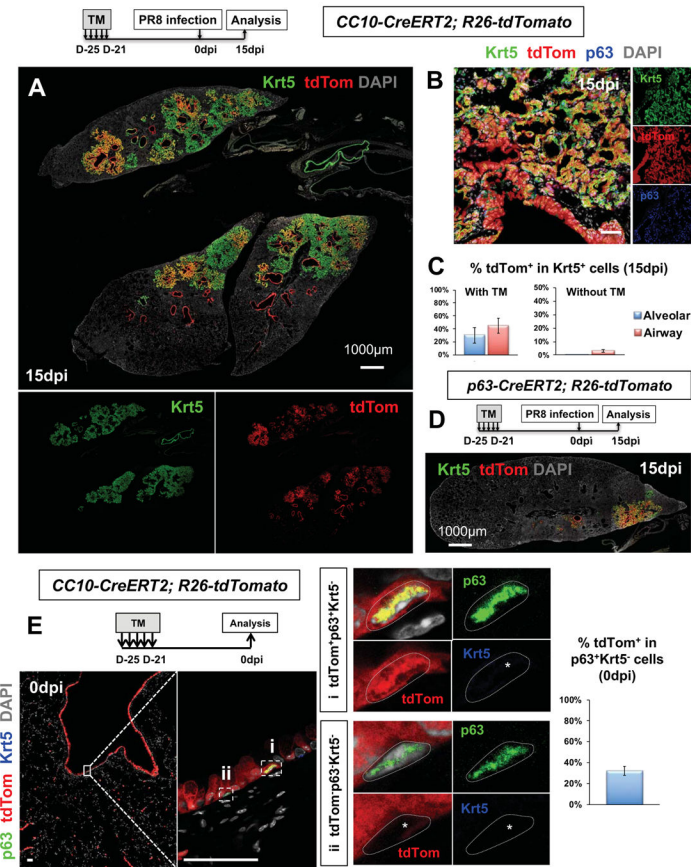 TM
PR8 infection
Analysis
D-25 D-21
0dpi
15dpi
CC10-CreERT2; R26-tdTomato
A
Krt5 tdTom DAPI
15dpi
1000µm
Krt5
tdTom
Krt5 tdTom p63 DAPI
B
15dpi
Krt5
tdTom
p63
C
% tdTom+ in Krt5+ cells (15dpi)
With TM
Without TM
100%
80%
60%
40%
20%
0%
50%
40%
30%
20%
10%
0%
Alveolar
Airway
p63-CreERT2; R26-tdTomato
D
TM
PR8 infection
Analysis
D-25 D-21
0dpi
15dpi
Krt5 tdTom DAPI
15dpi
1000µm
CC10-CreERT2; R26-tdTomato
E
TM
Analysis
D-25 D-21
0dpi
p63 tdTom Krt5 DAPI
0dpi
i
ii
i tdTom+p63+Krt5-
p63
tdTom
Krt5
*
ii tdTom-p63-Krt5-
p63
tdTom
*
Krt5
*
% tdTom+ in
p63+Krt5- cells
(0dpi)
100%
80%
60%
40%
20%
0%